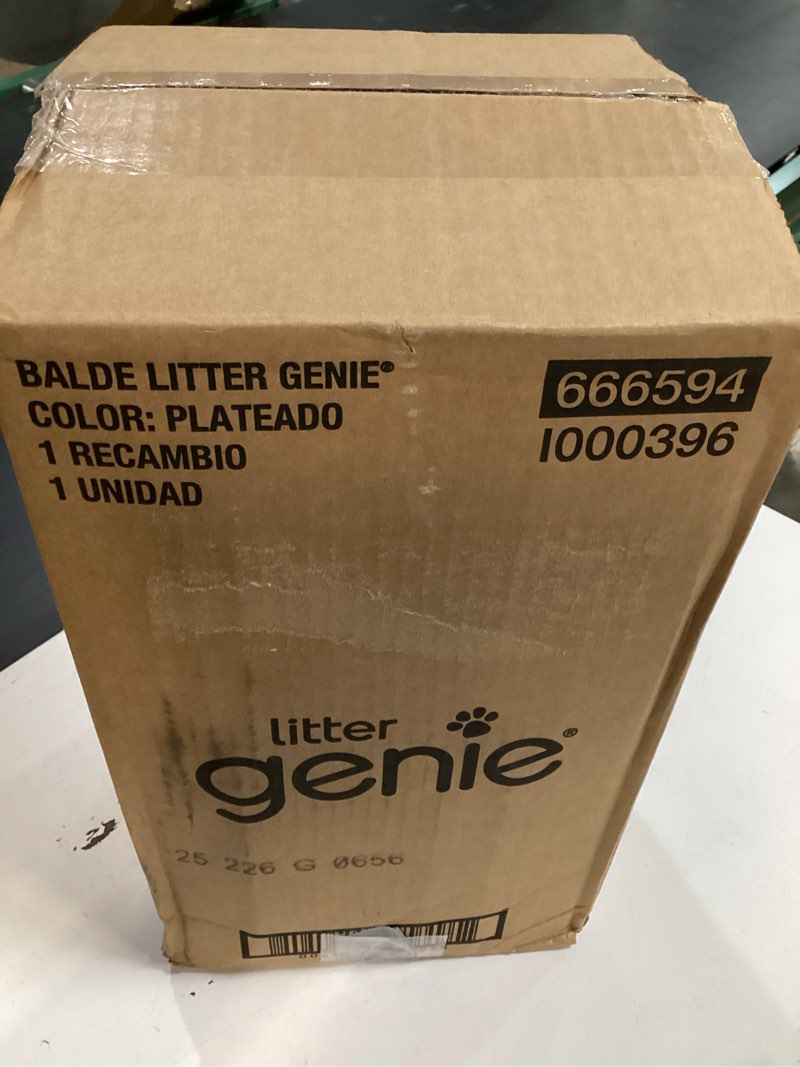 BALDE LITTER GENIE®
COLOR: PLATEADO
1 RECAMBIO
1 UNIDAD
666594
I000396
litter
genie®
25 226 G 0656